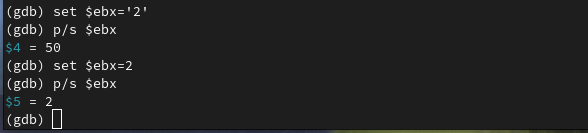 (gdb) set $ebx='2'
(gdb) p/s $ebx
$4 = 50
(gdb) set $ebx=2
(gdb) p/s $ebx
$5 = 2
(gdb)